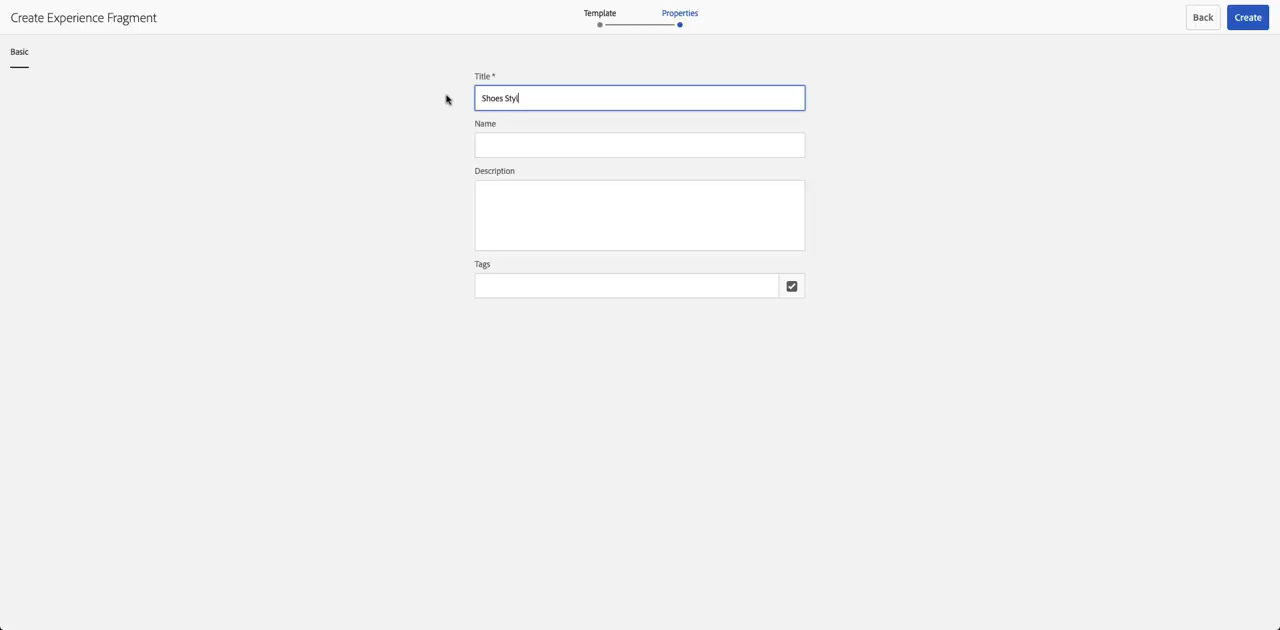 Create Experience Fragment
Template
Properties
Back
Create
Basic
Title *
Shoes Styl
Name
Description
Tags